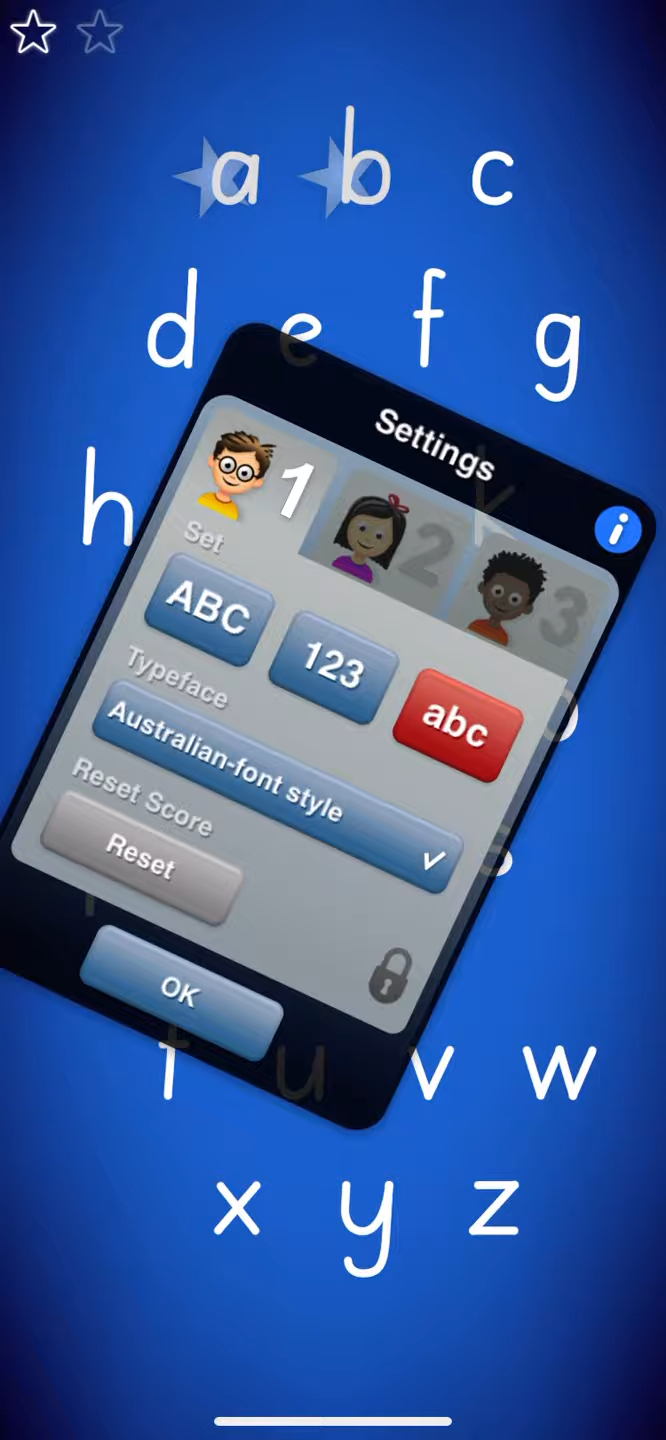 a b c
d e f g
h k
Settings
1 2 3
Set
ABC 123 abc
Typeface
Australian-font style
Reset Score
Reset
OK
i
o
s
t u v w
x y z